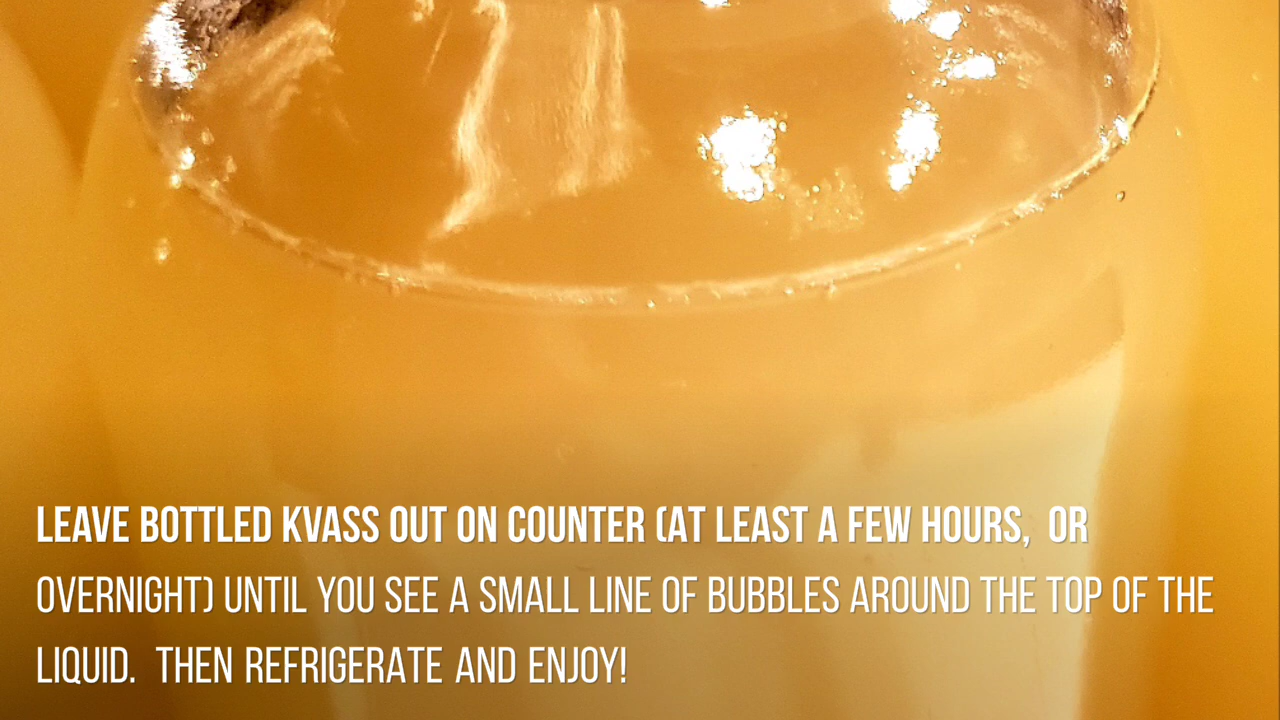 LEAVE BOTTLED KVASS OUT ON COUNTER (AT LEAST A FEW HOURS,  OR
OVERNIGHT) UNTIL YOU SEE A SMALL LINE OF BUBBLES AROUND THE TOP OF THE
LIQUID.  THEN REFRIGERATE AND ENJOY!